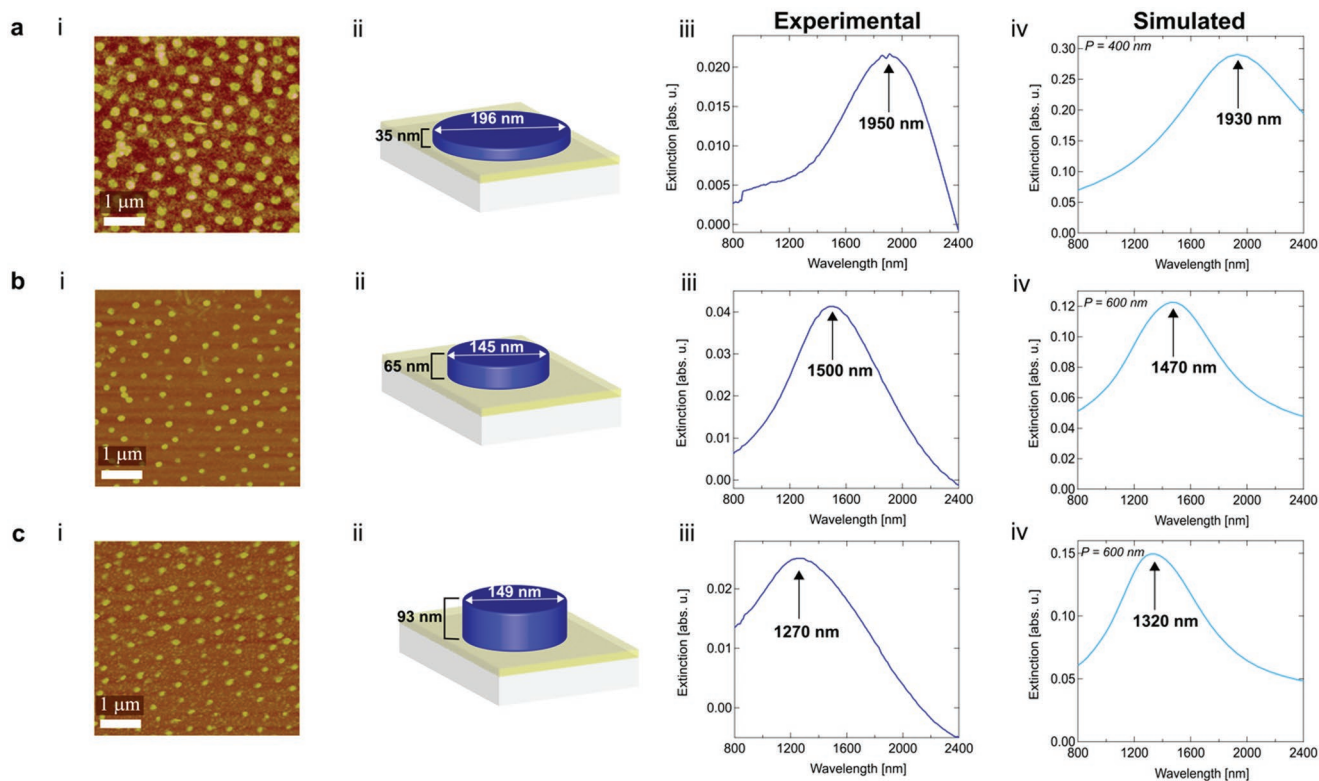 Experimental
Simulated
a
i
ii
iii
iv
1 μm
196 nm
35 nm
Extinction [abs. u.]
0.020
0.015
0.010
0.005
0.000
1950 nm
800
1200
1600
2000
2400
Wavelength [nm]
P = 400 nm
Extinction [abs. u.]
0.30
0.25
0.20
0.15
0.10
0.05
0.00
1930 nm
800
1200
1600
2000
2400
Wavelength [nm]
b
i
ii
iii
iv
1 μm
145 nm
65 nm
Extinction [abs. u.]
0.04
0.03
0.02
0.01
0.00
1500 nm
800
1200
1600
2000
2400
Wavelength [nm]
P = 600 nm
Extinction [abs. u.]
0.12
0.10
0.08
0.06
0.04
0.02
0.00
1470 nm
800
1200
1600
2000
2400
Wavelength [nm]
c
i
ii
iii
iv
1 μm
149 nm
93 nm
Extinction [abs. u.]
0.02
0.01
0.00
1270 nm
800
1200
1600
2000
2400
Wavelength [nm]
P = 600 nm
Extinction [abs. u.]
0.15
0.10
0.05
0.00
1320 nm
800
1200
1600
2000
2400
Wavelength [nm]